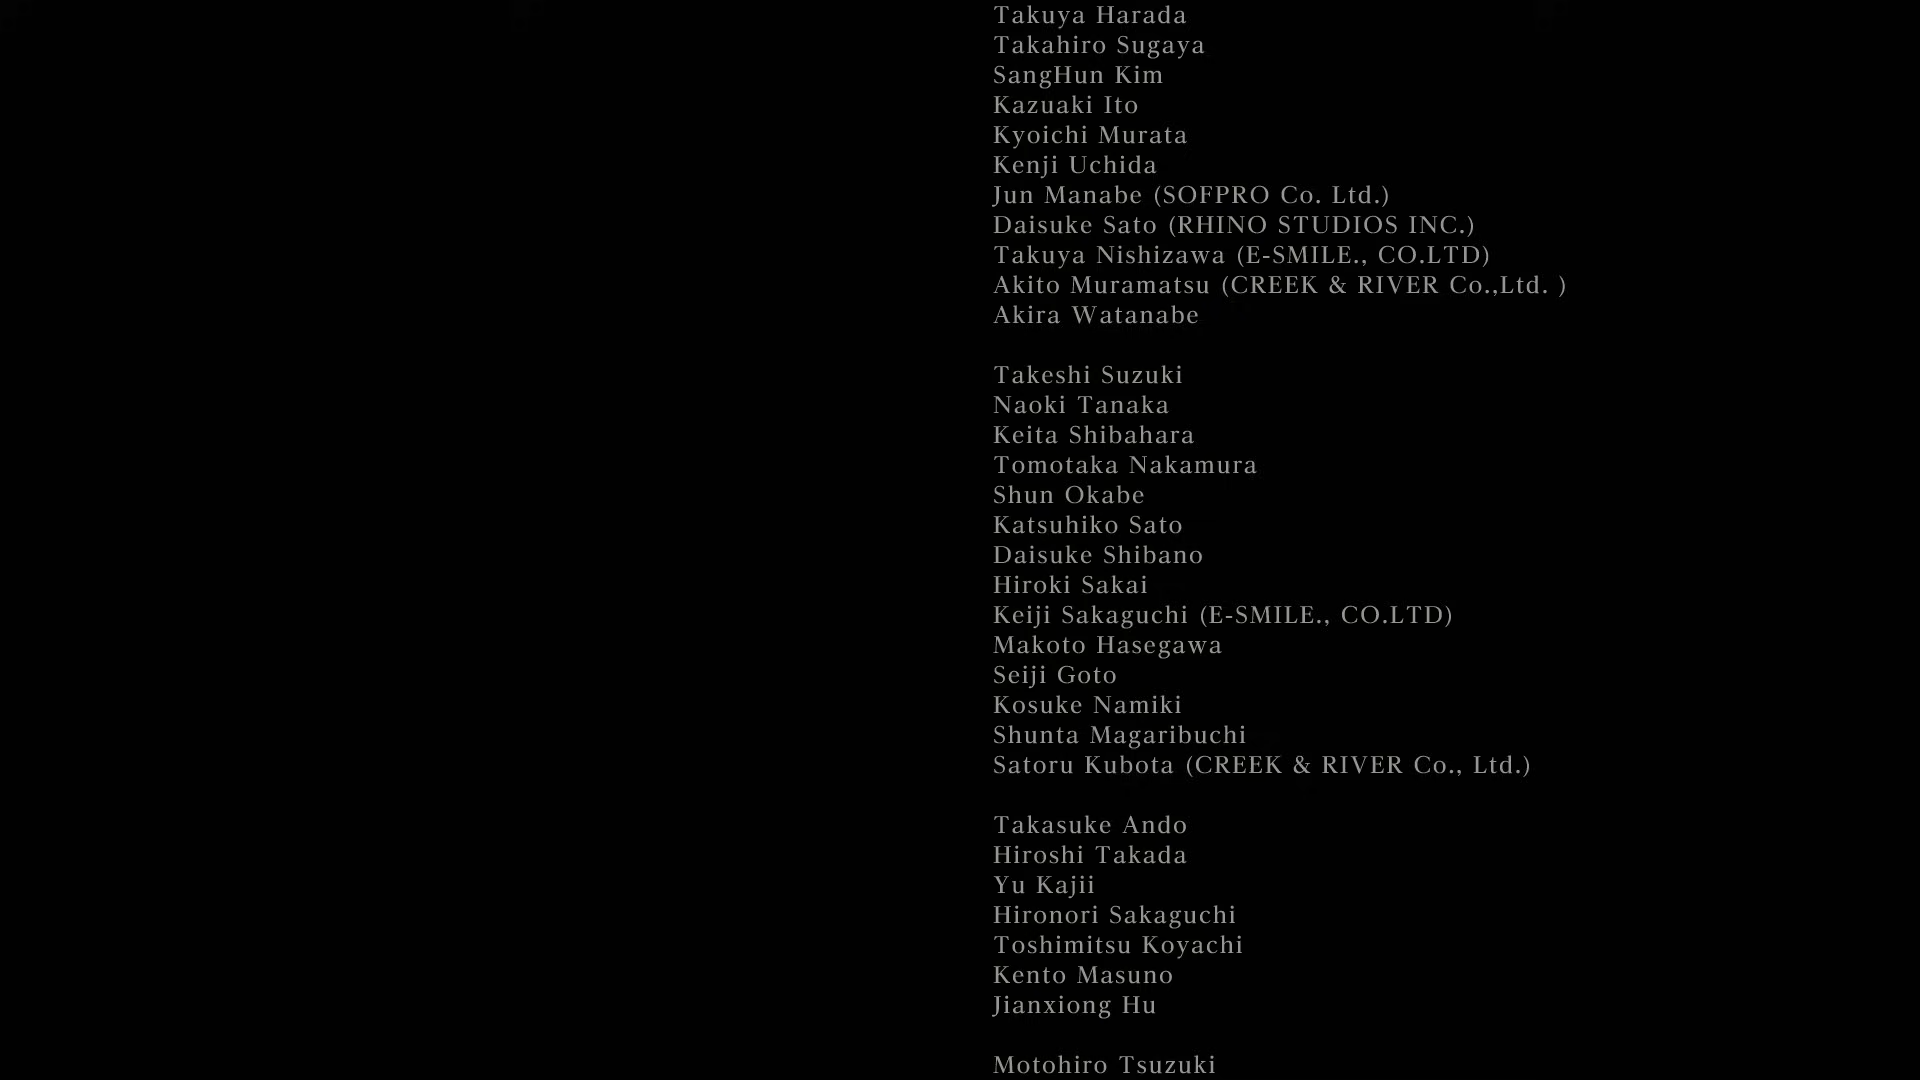 Takuya Harada
Takahiro Sugaya
SangHun Kim
Kazuaki Ito
Kyoichi Murata
Kenji Uchida
Jun Manabe (SOFPRO Co. Ltd.)
Daisuke Sato (RHINO STUDIOS INC.)
Takuya Nishizawa (E-SMILE., CO.LTD)
Akito Muramatsu (CREEK & RIVER Co.,Ltd. )
Akira Watanabe
Takeshi Suzuki
Naoki Tanaka
Keita Shibahara
Tomotaka Nakamura
Shun Okabe
Katsuhiko Sato
Daisuke Shibano
Hiroki Sakai
Keiji Sakaguchi (E-SMILE., CO.LTD)
Makoto Hasegawa
Seiji Goto
Kosuke Namiki
Shunta Magaribuchi
Satoru Kubota (CREEK & RIVER Co., Ltd.)
Takasuke Ando
Hiroshi Takada
Yu Kajii
Hironori Sakaguchi
Toshimitsu Koyachi
Kento Masuno
Jianxiong Hu
Motohiro Tsuzuki